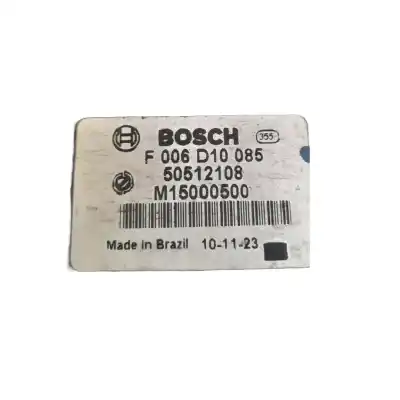 BOSCH 355
F 006 D10 085
50512108
M15000500
Made in Brazil 10-11-23